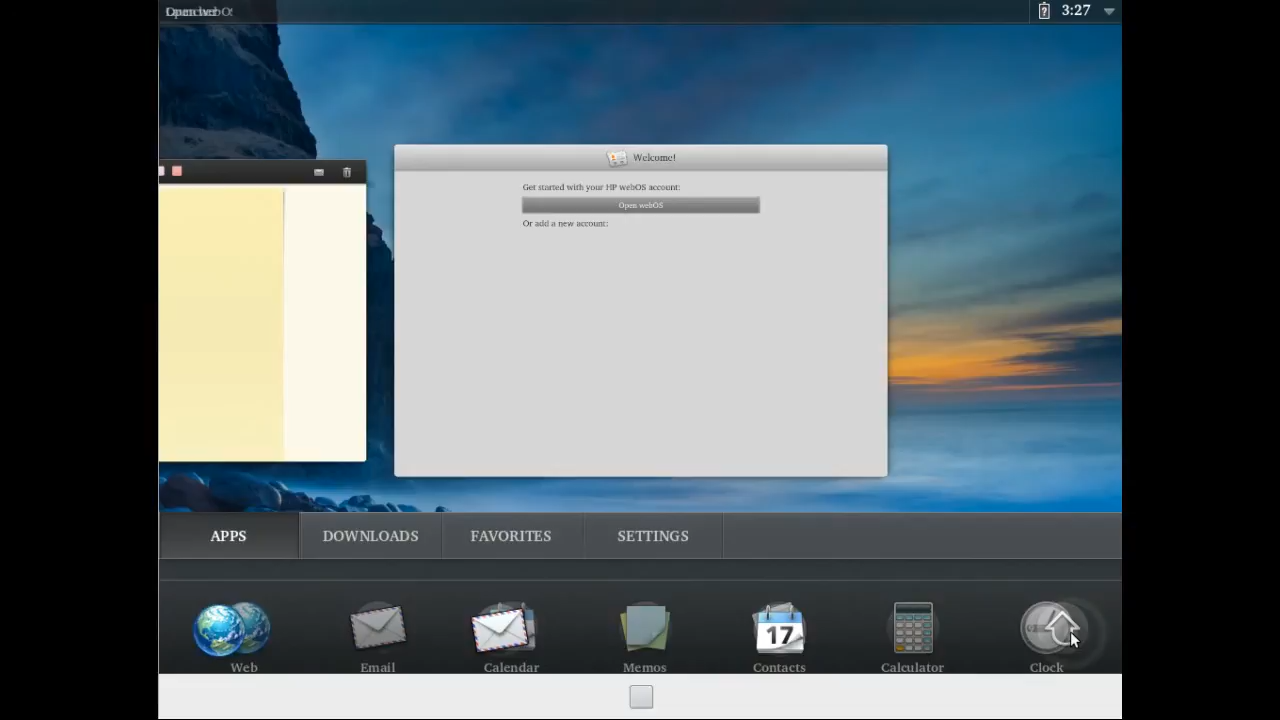 3:27
Welcome!
Get started with your HP webOS account:
Open webOS
Or add a new account:
APPS
DOWNLOADS
FAVORITES
SETTINGS
17
Web
Email
Calendar
Memos
Contacts
Calculator
Clock